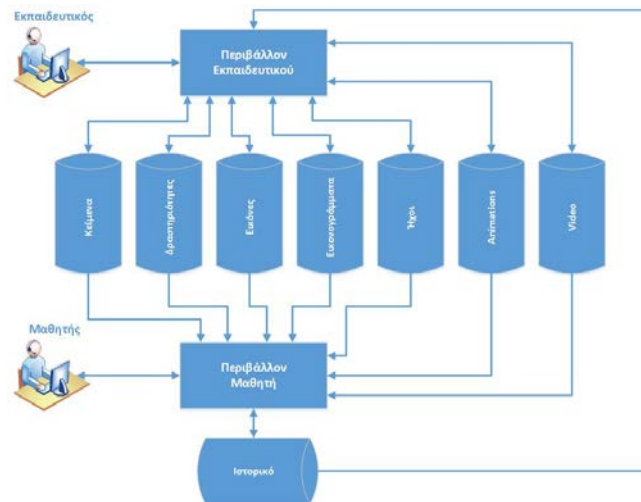 Εκπαιδευτικός
Περιβάλλον
Εκπαιδευτικού
Κείμενα
Δραστηριότητες
Εικόνες
Εικονογράμματα
Ήχοι
Animations
Video
Μαθητής
Περιβάλλον
Μαθητή
Ιστορικό